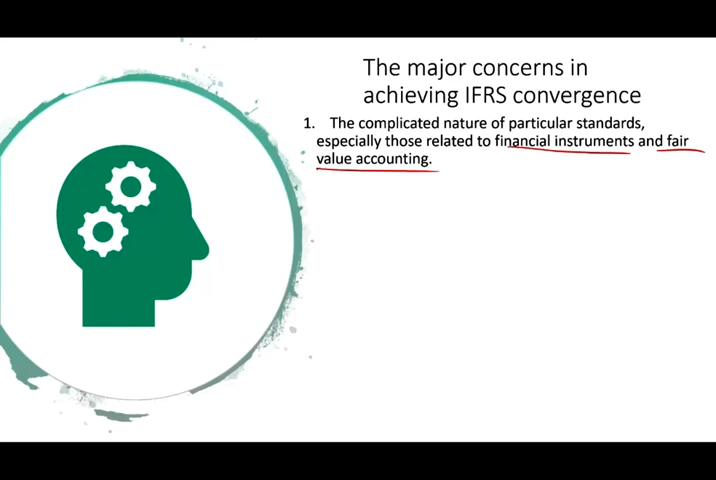 The major concerns in
achieving IFRS convergence
1. The complicated nature of particular standards,
especially those related to financial instruments and fair
value accounting.